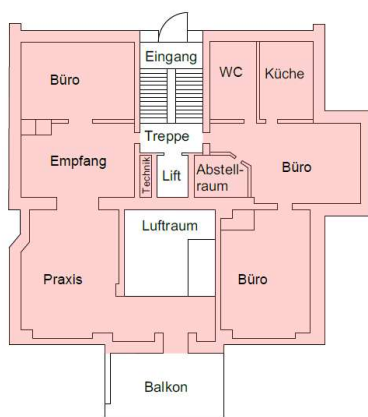 Eingang
WC
Küche
Büro
Treppe
Empfang
Technik
Lift
Abstell-
raum
Büro
Luftraum
Praxis
Büro
Balkon